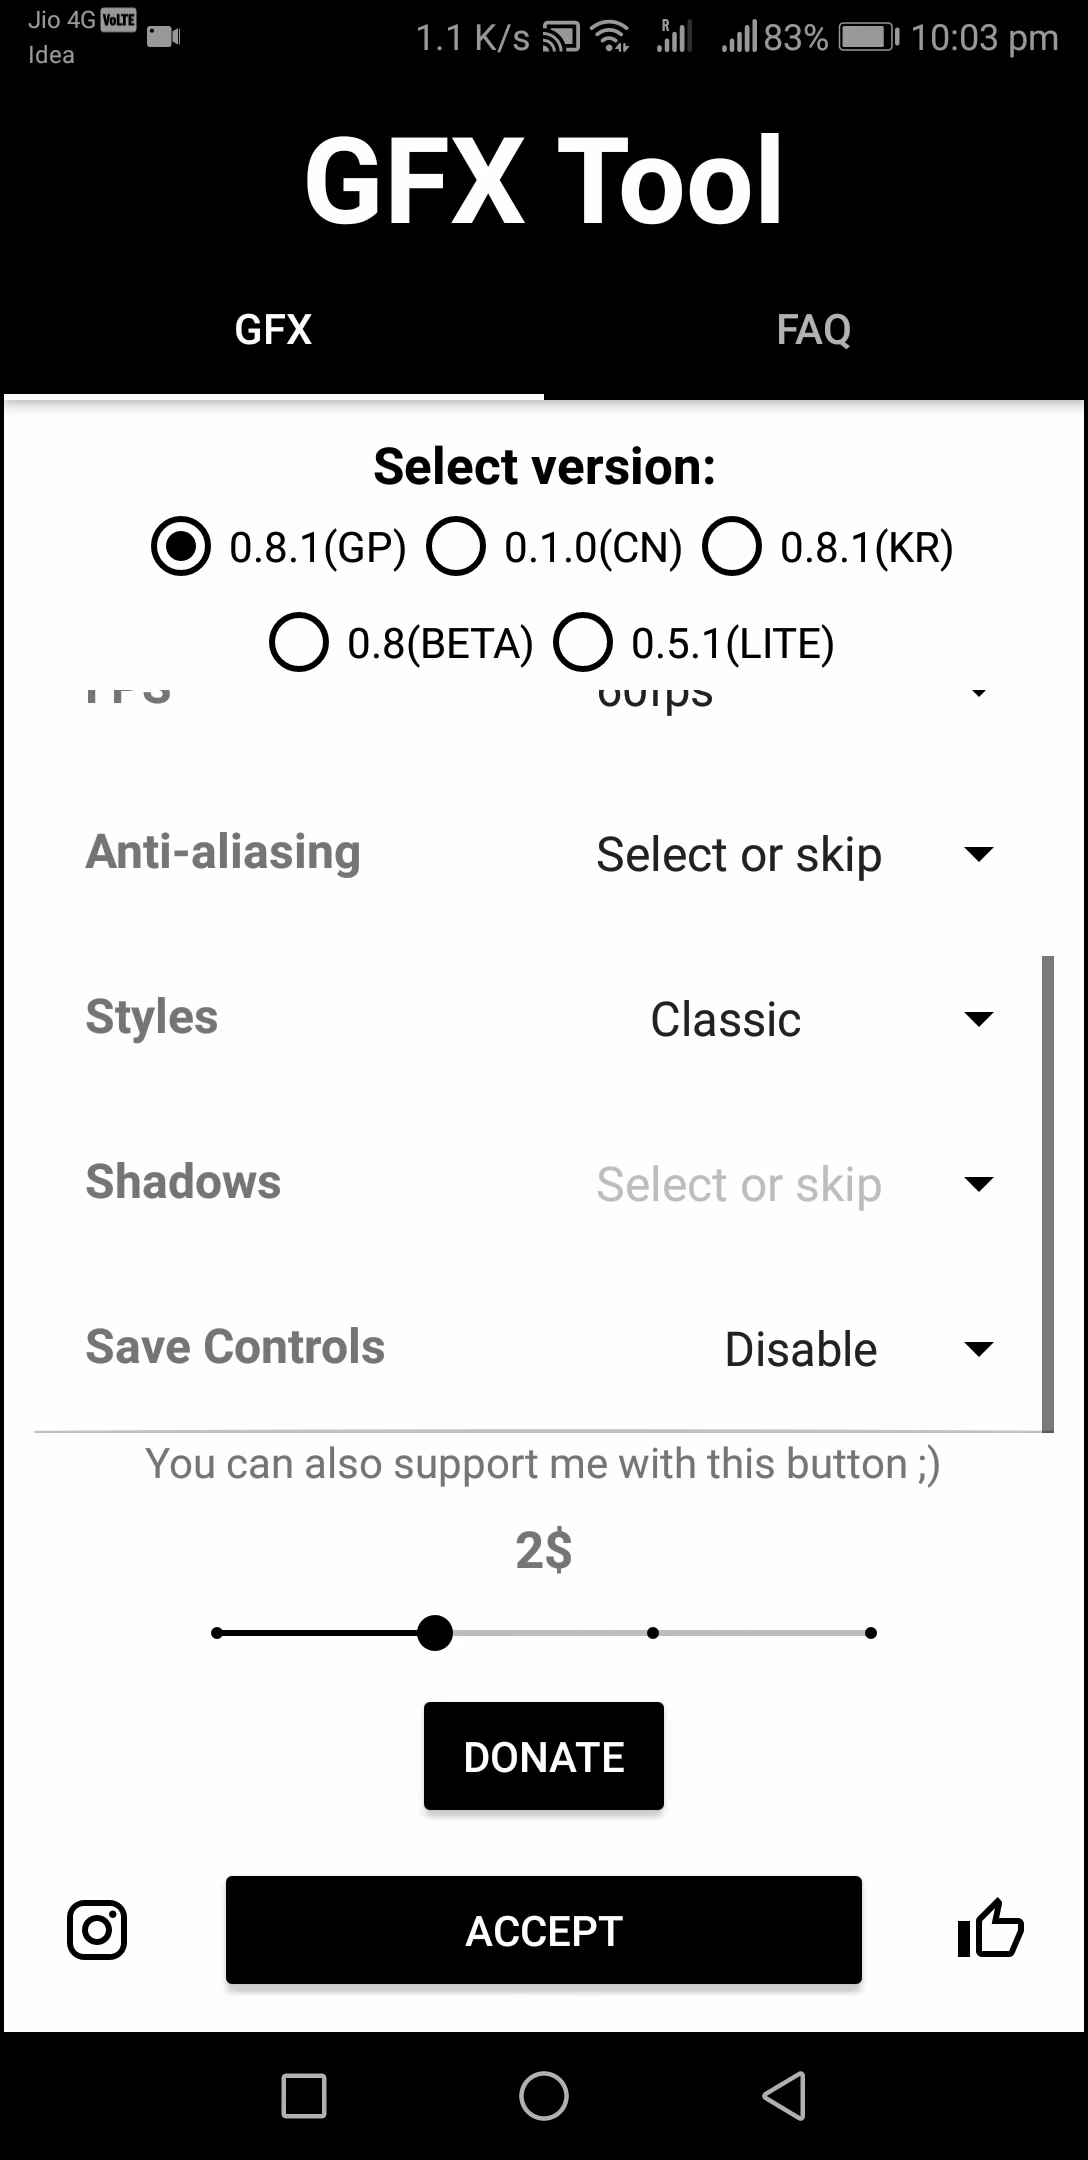 Jio 4G VoLTE
Idea
1.1 K/s R 83% 10:03 pm
GFX Tool
GFX FAQ
Select version:
0.8.1(GP) 0.1.0(CN) 0.8.1(KR)
0.8(BETA) 0.5.1(LITE)
FPS 60fps
Anti-aliasing Select or skip
Styles Classic
Shadows Select or skip
Save Controls Disable
You can also support me with this button ;)
2$
DONATE
ACCEPT